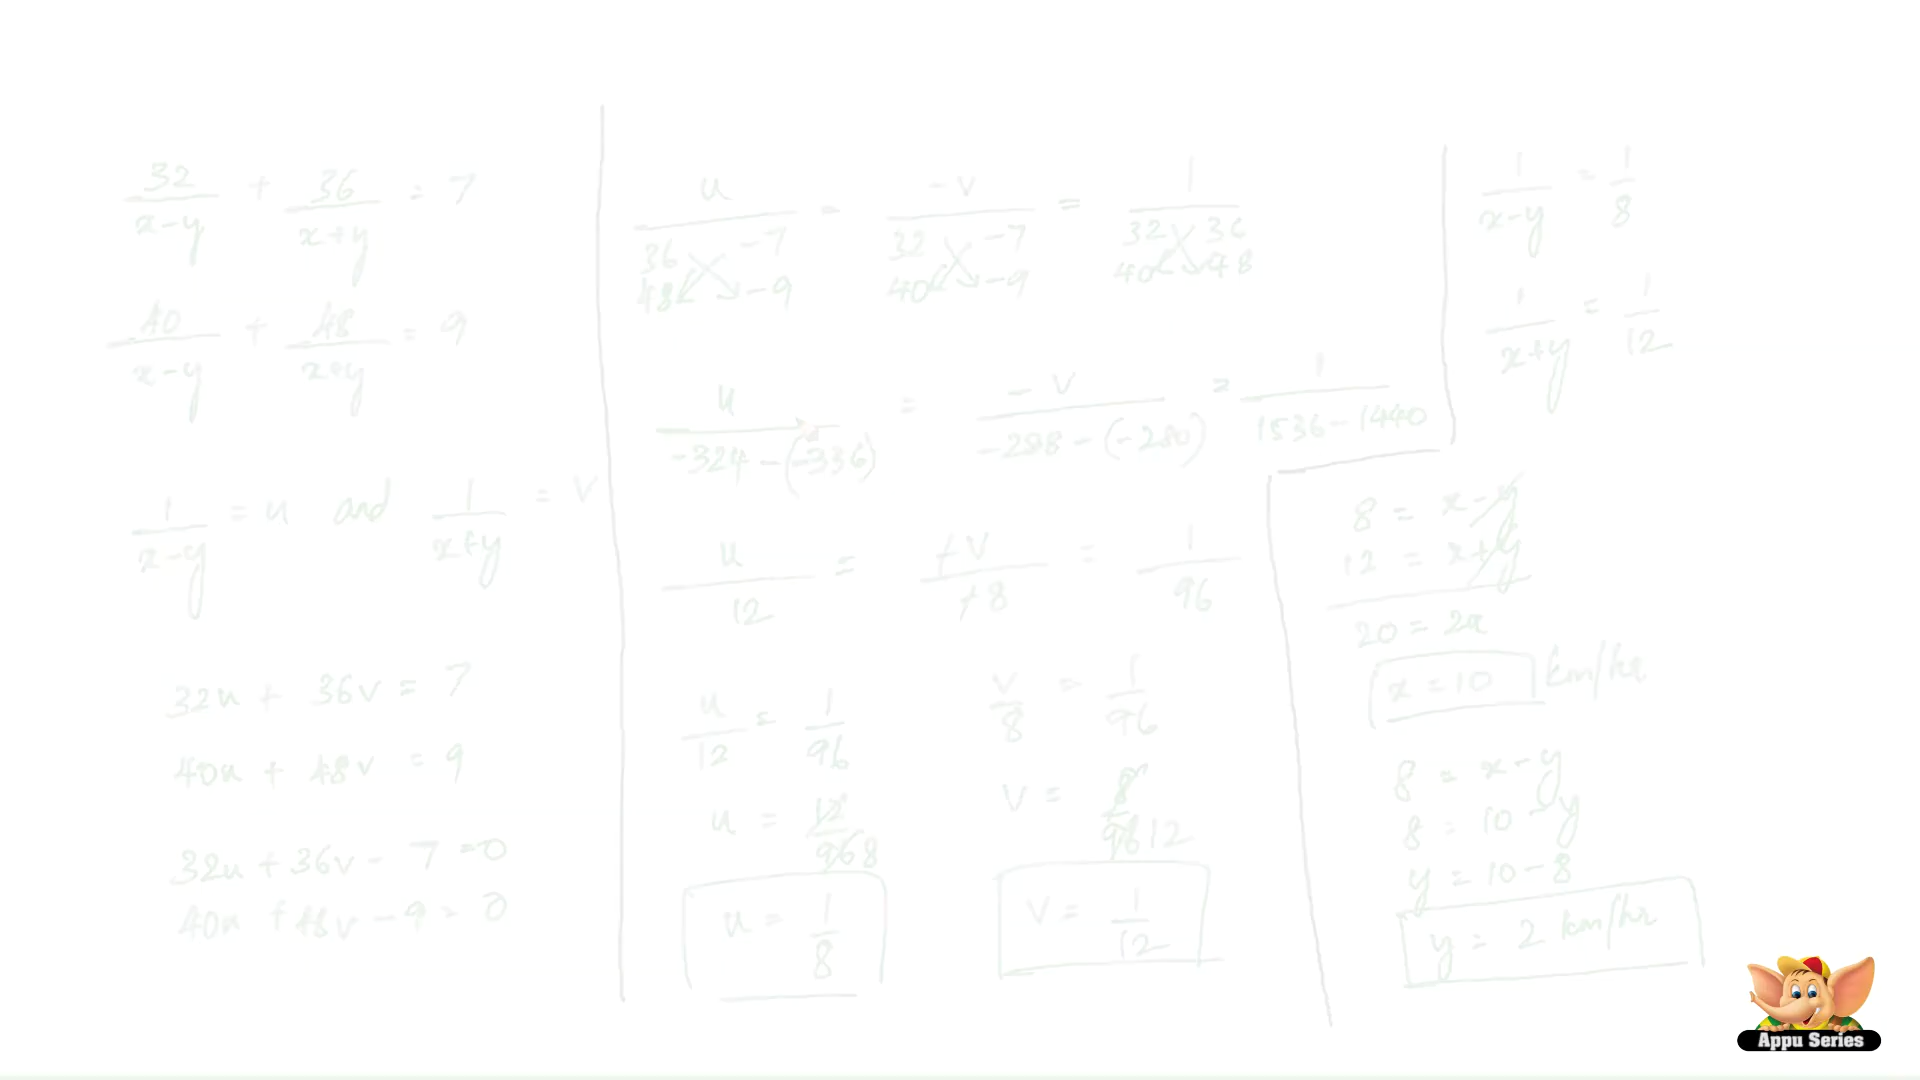 32/(x-y) + 36/(x+y) = 7
40/(x-y) + 48/(x+y) = 9
1/(x-y) = u and 1/(x+y) = v
32u + 36v = 7
40u + 48v = 9
32u + 36v - 7 = 0
40u + 48v - 9 = 0
u / (36 -7 48 -9) = -v / (32 -7 40 -9) = 1 / (32 36 40 48)
u/(-324-(-336)) = -v/(-288-(-280)) = 1/(1536-1440)
u/12 = -v/-8 = 1/96
u/12 = 1/96
u = 12/96 8
u = 1/8
v/8 = 1/96
v = 8/96 12
v = 1/12
1/(x-y) = 1/8
1/(x+y) = 1/12
8 = x-y
12 = x+y
20 = 2x
x = 10 km/hr
8 = x-y
8 = 10-y
y = 10-8
y = 2 km/hr
Appu Series